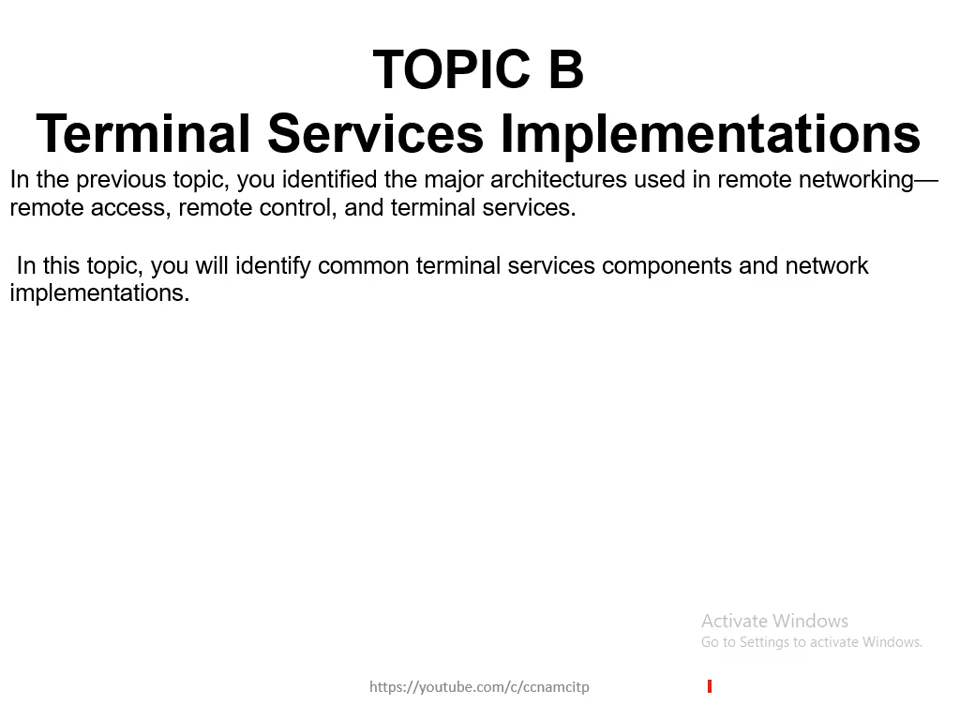 TOPIC B
Terminal Services Implementations
In the previous topic, you identified the major architectures used in remote networking—
remote access, remote control, and terminal services.
In this topic, you will identify common terminal services components and network
implementations.
Activate Windows
Go to Settings to activate Windows.
https://youtube.com/c/ccnamcitp